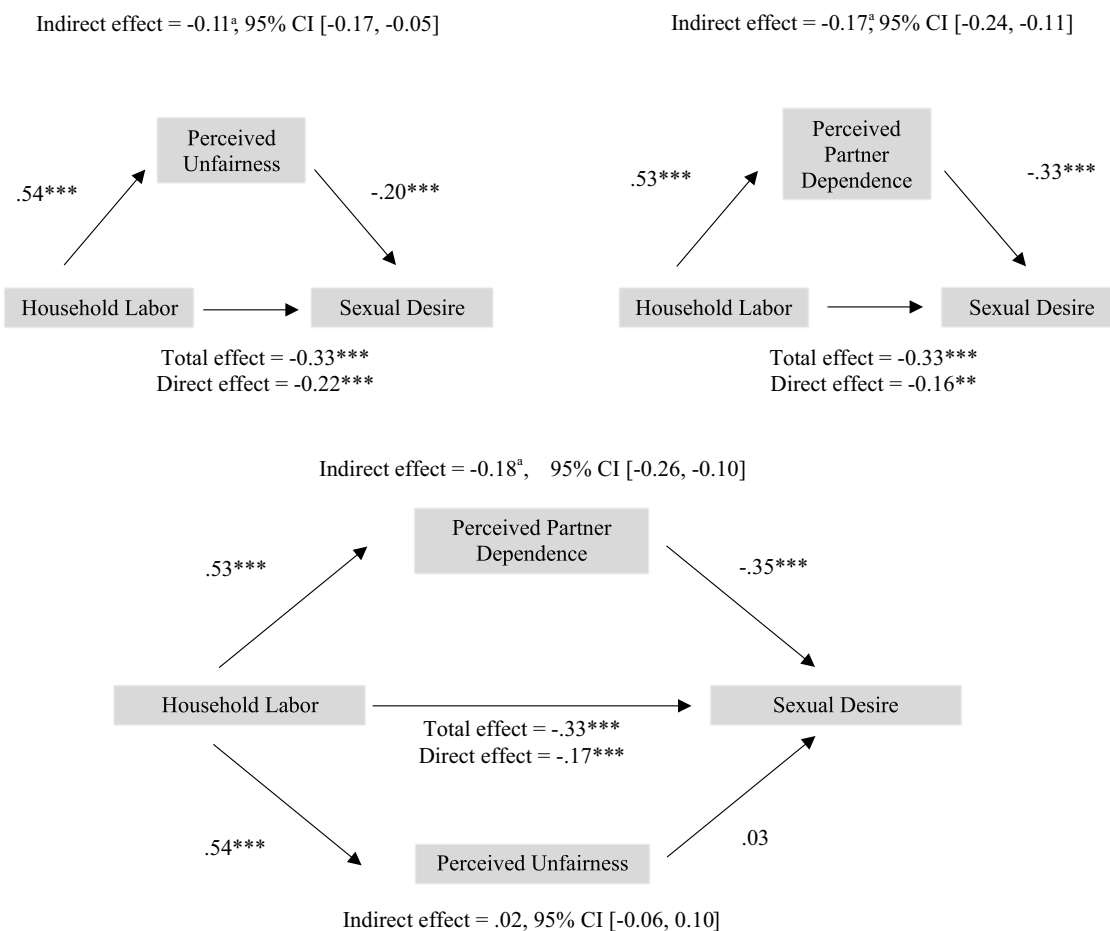 Indirect effect = -0.11ᵃ, 95% CI [-0.17, -0.05]
Perceived
Unfairness
.54***
-.20***
Household Labor
Sexual Desire
Total effect = -0.33***
Direct effect = -0.22***
Indirect effect = -0.17ᵃ, 95% CI [-0.24, -0.11]
Perceived
Partner
Dependence
.53***
-.33***
Household Labor
Sexual Desire
Total effect = -0.33***
Direct effect = -0.16**
Indirect effect = -0.18ᵃ, 95% CI [-0.26, -0.10]
Perceived Partner
Dependence
.53***
-.35***
Household Labor
Sexual Desire
Total effect = -.33***
Direct effect = -.17***
.54***
.03
Perceived Unfairness
Indirect effect = .02, 95% CI [-0.06, 0.10]